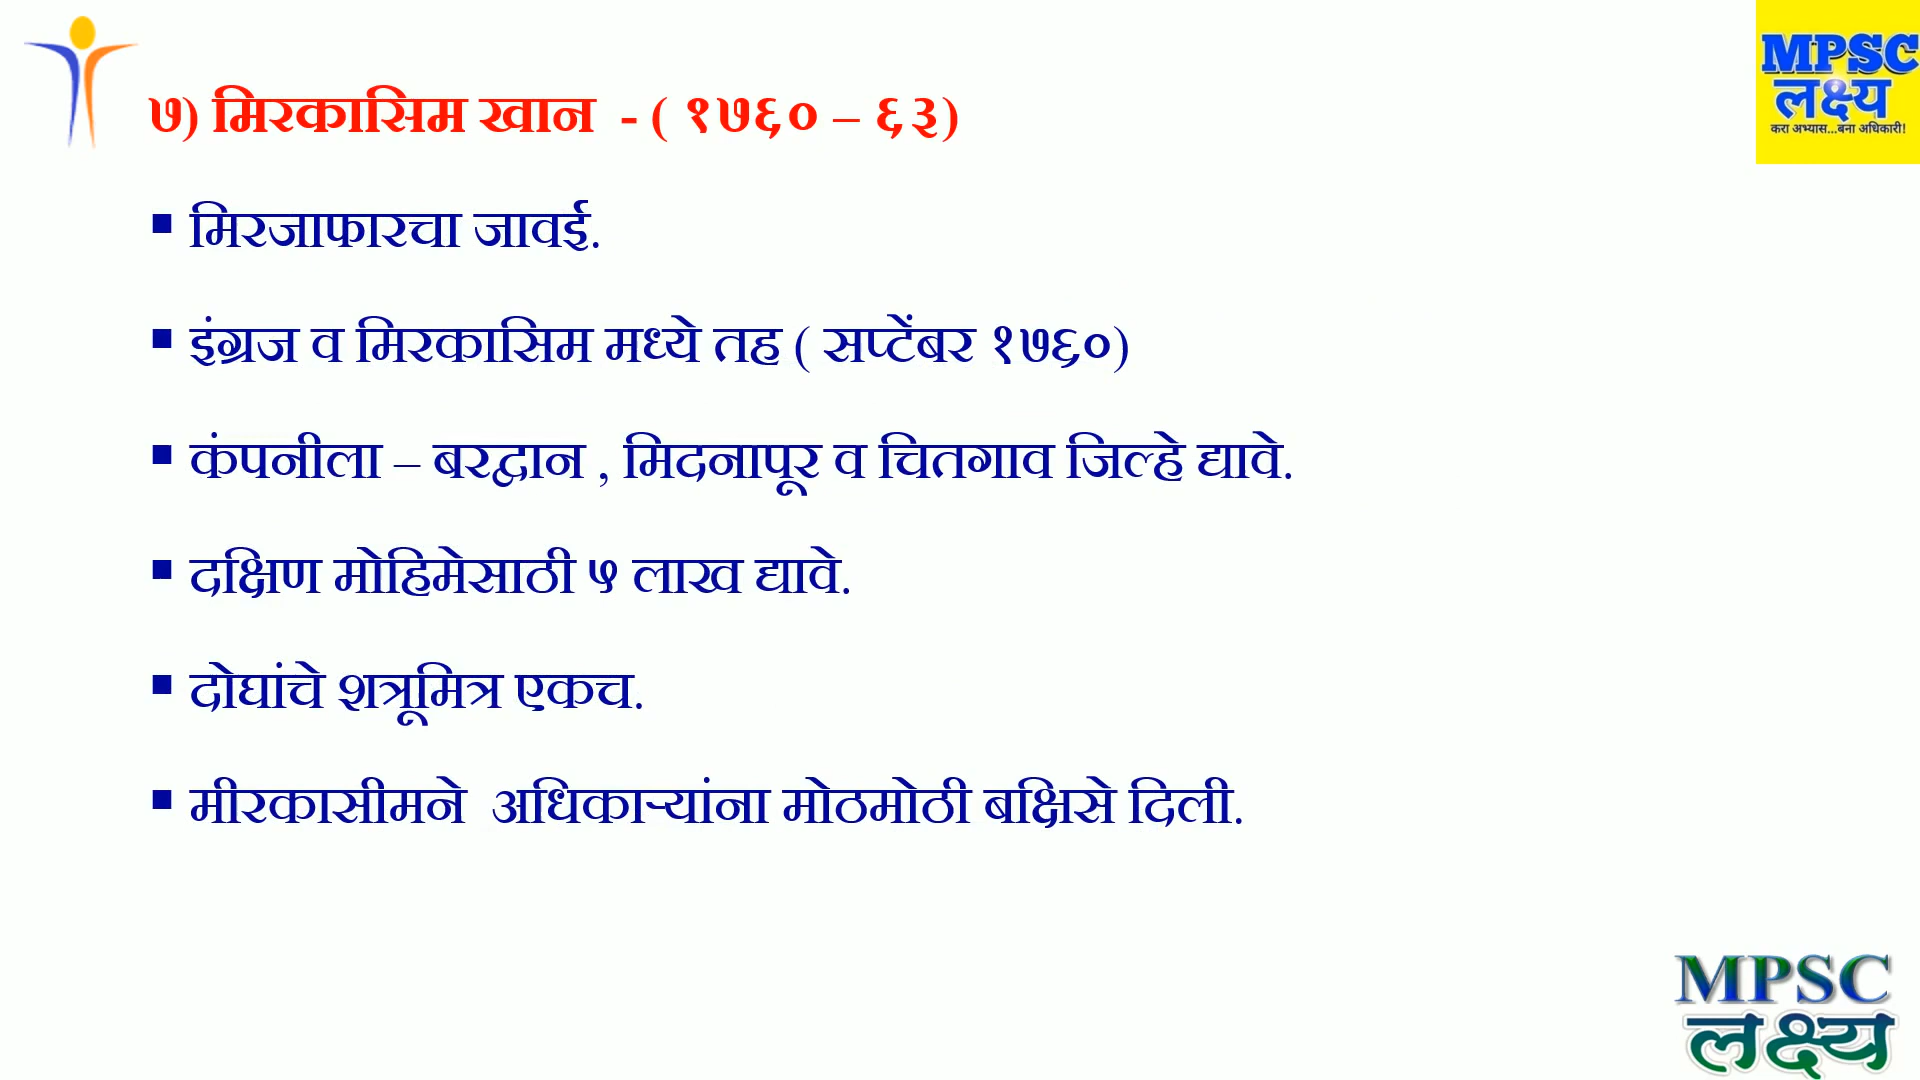 MPSC
लक्ष्य
करा अभ्यास...बना अधिकारी!
७) मिरकासिम खान - ( १७६० – ६३)
▪ मिरजाफारचा जावई.
▪ इंग्रज व मिरकासिम मध्ये तह ( सप्टेंबर १७६०)
▪ कंपनीला – बरद्वान , मिदनापूर व चितगाव जिल्हे द्यावे.
▪ दक्षिण मोहिमेसाठी ५ लाख द्यावे.
▪ दोघांचे शत्रूमित्र एकच.
▪ मीरकासीमने अधिकाऱ्यांना मोठमोठी बक्षिसे दिली.
MPSC
लक्ष्य